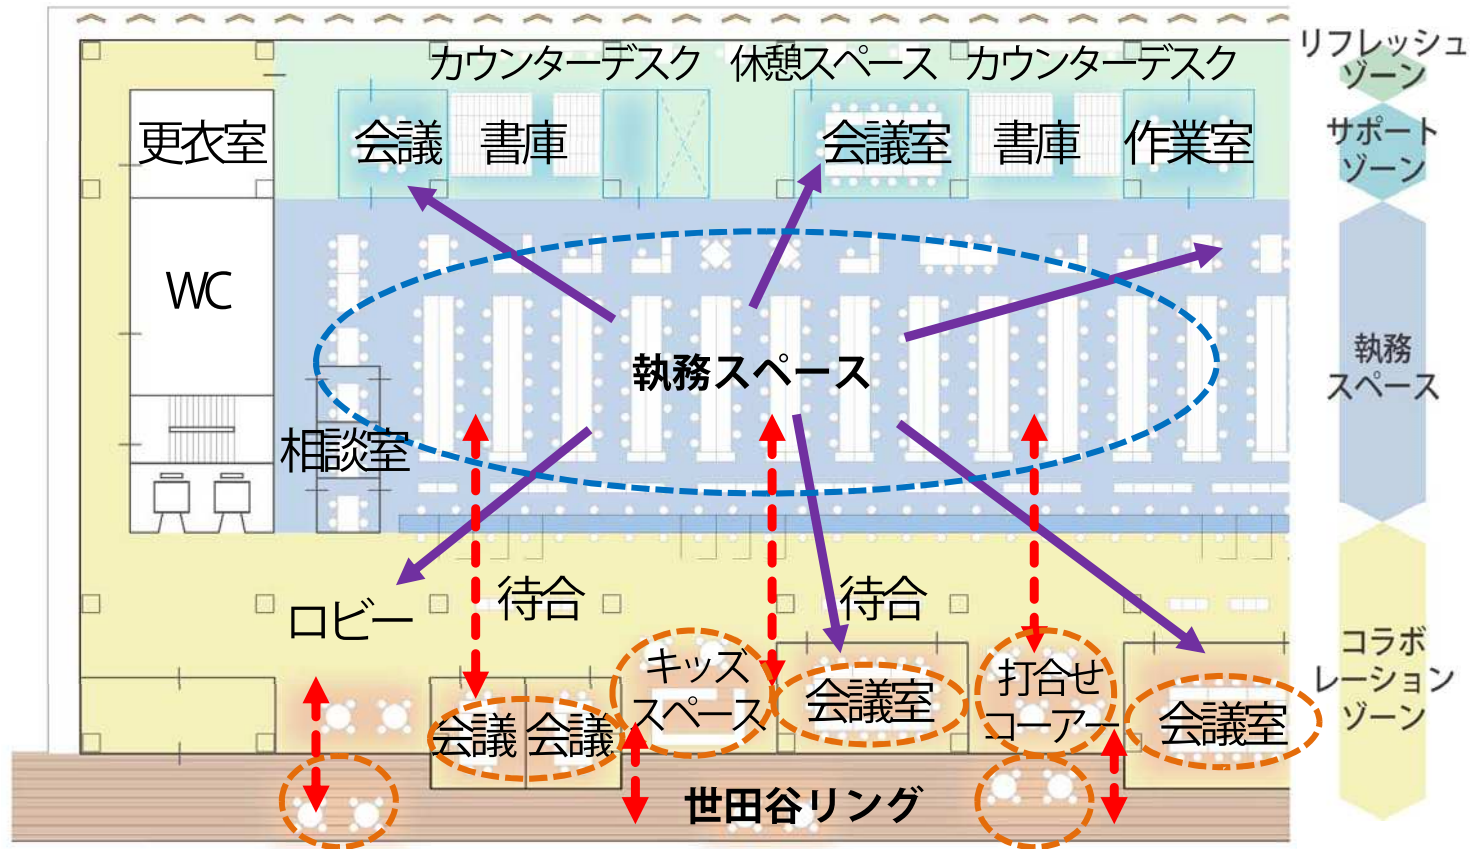 カウンターデスク
休憩スペース
カウンターデスク
リフレッシュ
ゾーン
更衣室
会議
書庫
会議室
書庫
作業室
サポート
ゾーン
WC
執務スペース
執務
スペース
相談室
ロビー
待合
待合
キッズ
スペース
会議
会議
会議室
打合せ
コーアー
会議室
コラボ
レーション
ゾーン
世田谷リング